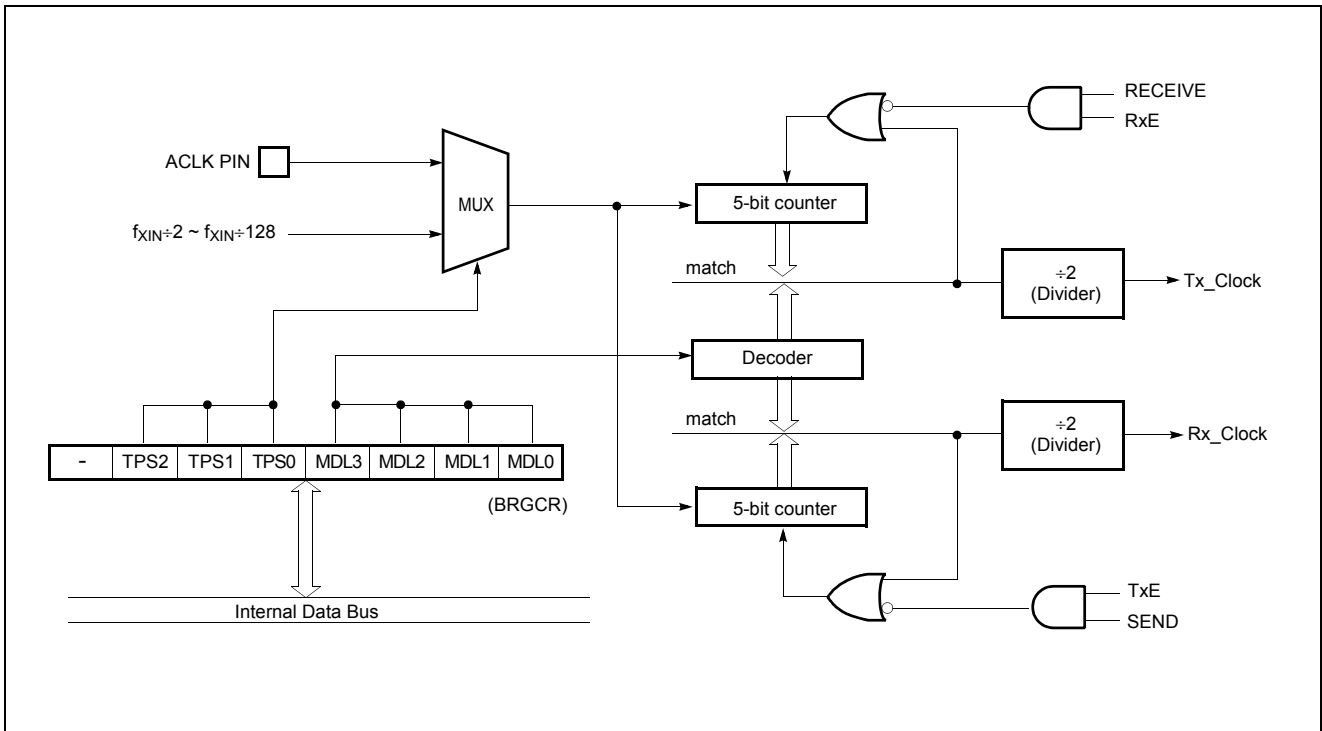 RECEIVE
RxE
ACLK PIN
MUX
5-bit counter
fXIN÷2 ~ fXIN÷128
match
÷2
(Divider)
Tx_Clock
Decoder
match
÷2
(Divider)
Rx_Clock
- TPS2 TPS1 TPS0 MDL3 MDL2 MDL1 MDL0
(BRGCR)
5-bit counter
TxE
SEND
Internal Data Bus